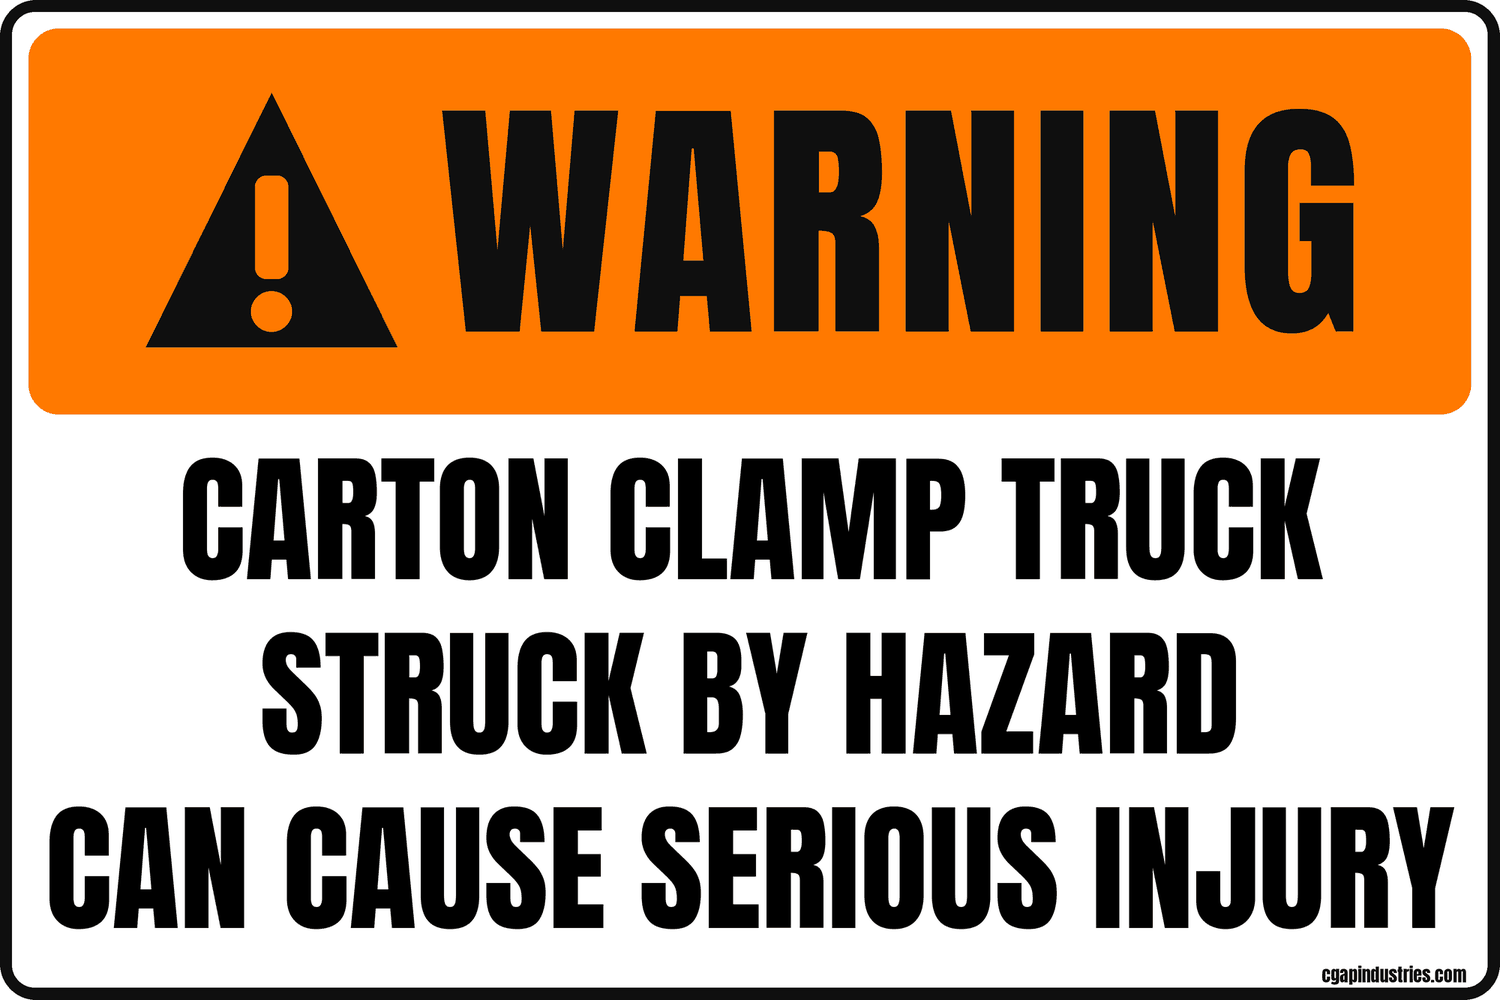 WARNING
CARTON CLAMP TRUCK
STRUCK BY HAZARD
CAN CAUSE SERIOUS INJURY
cgapindustries.com